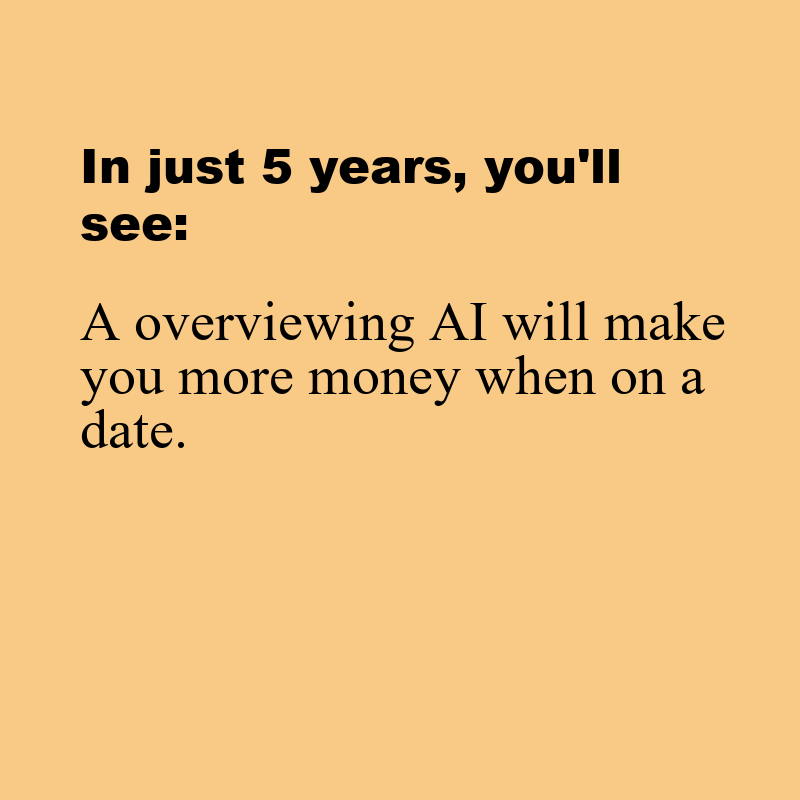 In just 5 years, you'll
see:
A overviewing AI will make
you more money when on a
date.